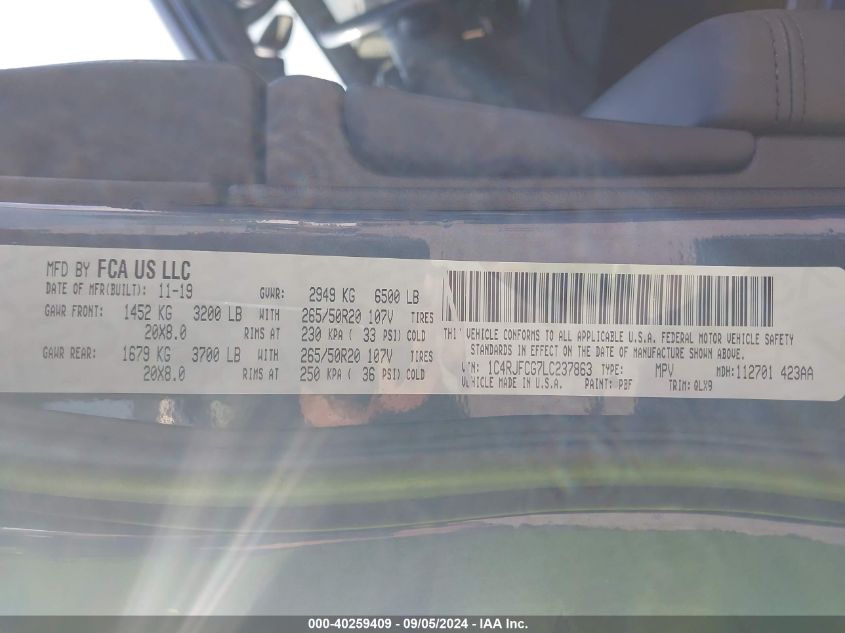 MFD BY FCA US LLC
DATE OF MFR(BUILT): 11-19 GVWR: 2949 KG 6500 LB
GAWR FRONT: 1452 KG 3200 LB WITH 265/50R20 107V TIRES
20X8.0 RIMS AT 230 KPA ( 33 PSI) COLD
GAWR REAR: 1679 KG 3700 LB WITH 265/50R20 107V TIRES
20X8.0 RIMS AT 250 KPA ( 36 PSI) COLD
THI VEHICLE CONFORMS TO ALL APPLICABLE U.S.A. FEDERAL MOTOR VEHICLE SAFETY
STANDARDS IN EFFECT ON THE DATE OF MANUFACTURE SHOWN ABOVE.
VIN: 1C4RJFCG7LC237863 TYPE: MPV MDH:112701 423AA
VEHICLE MADE IN U.S.A. PAINT: PBF TRIM: QLX9
000-40259409 - 09/05/2024 - IAA Inc.